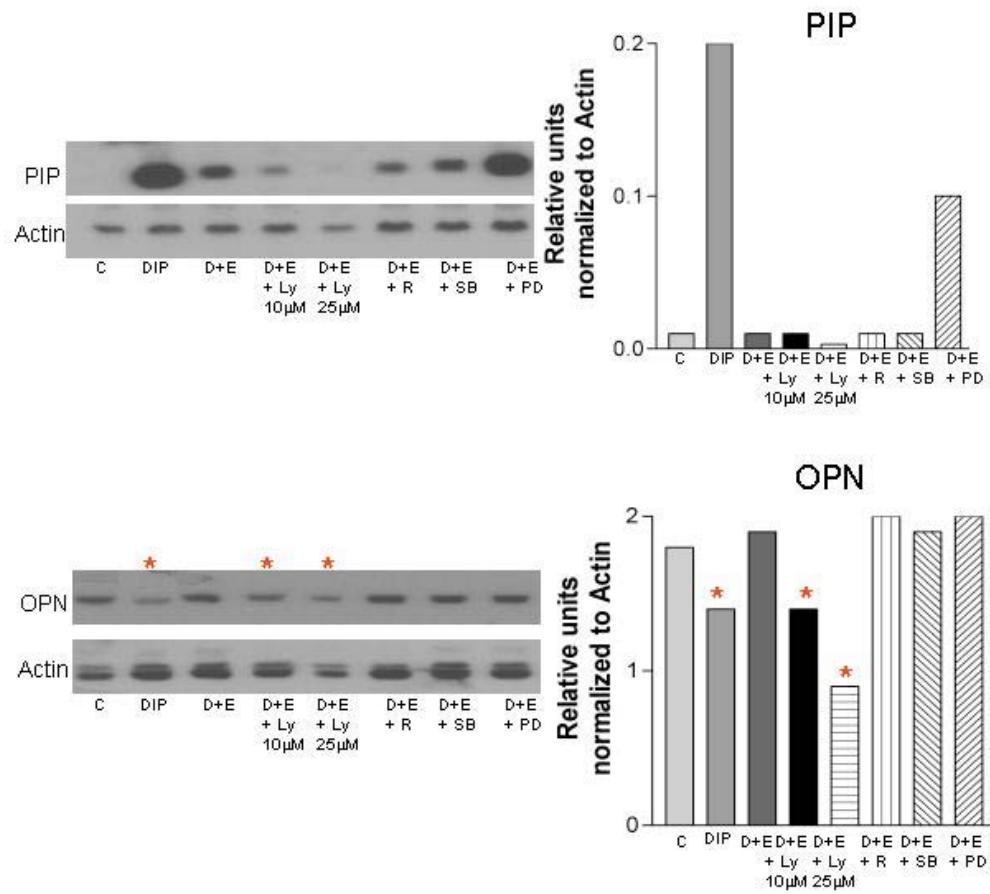 PIP
PIP
Actin
C DIP D+E D+E D+E D+E D+E D+E
+ Ly + Ly + R + SB + PD
10µM 25µM
Relative units
normalized to Actin
0.2
0.1
0.0
C DIP D+E D+E D+E D+E D+E D+E
+ Ly + Ly + R + SB + PD
10µM 25µM
OPN
* * *
OPN
Actin
C DIP D+E D+E D+E D+E D+E D+E
+ Ly + Ly + R + SB + PD
10µM 25µM
Relative units
normalized to Actin
2
1
0
* * *
C DIP D+E D+E D+E D+E D+E D+E
+ Ly + Ly + R + SB + PD
10µM 25µM